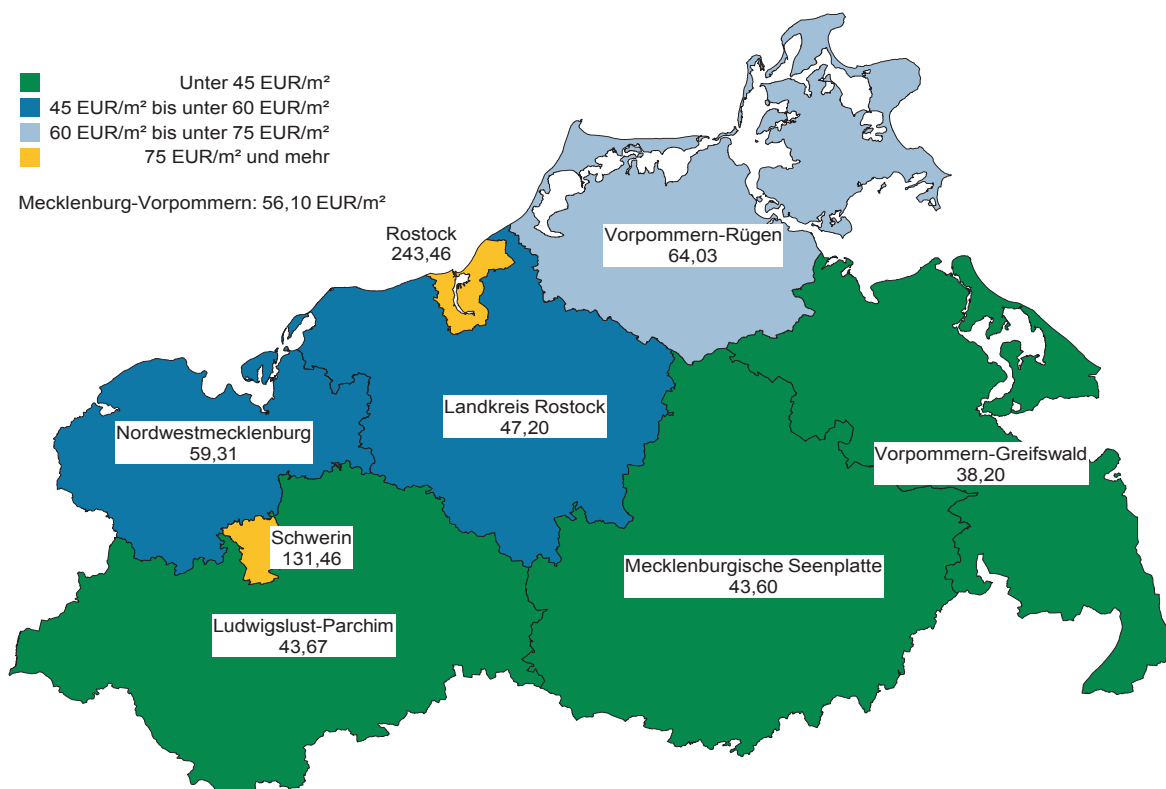 Unter 45 EUR/m²
45 EUR/m² bis unter 60 EUR/m²
60 EUR/m² bis unter 75 EUR/m²
75 EUR/m² und mehr
Mecklenburg-Vorpommern: 56,10 EUR/m²
Rostock
243,46
Vorpommern-Rügen
64,03
Landkreis Rostock
47,20
Nordwestmecklenburg
59,31
Vorpommern-Greifswald
38,20
Schwerin
131,46
Mecklenburgische Seenplatte
43,60
Ludwigslust-Parchim
43,67